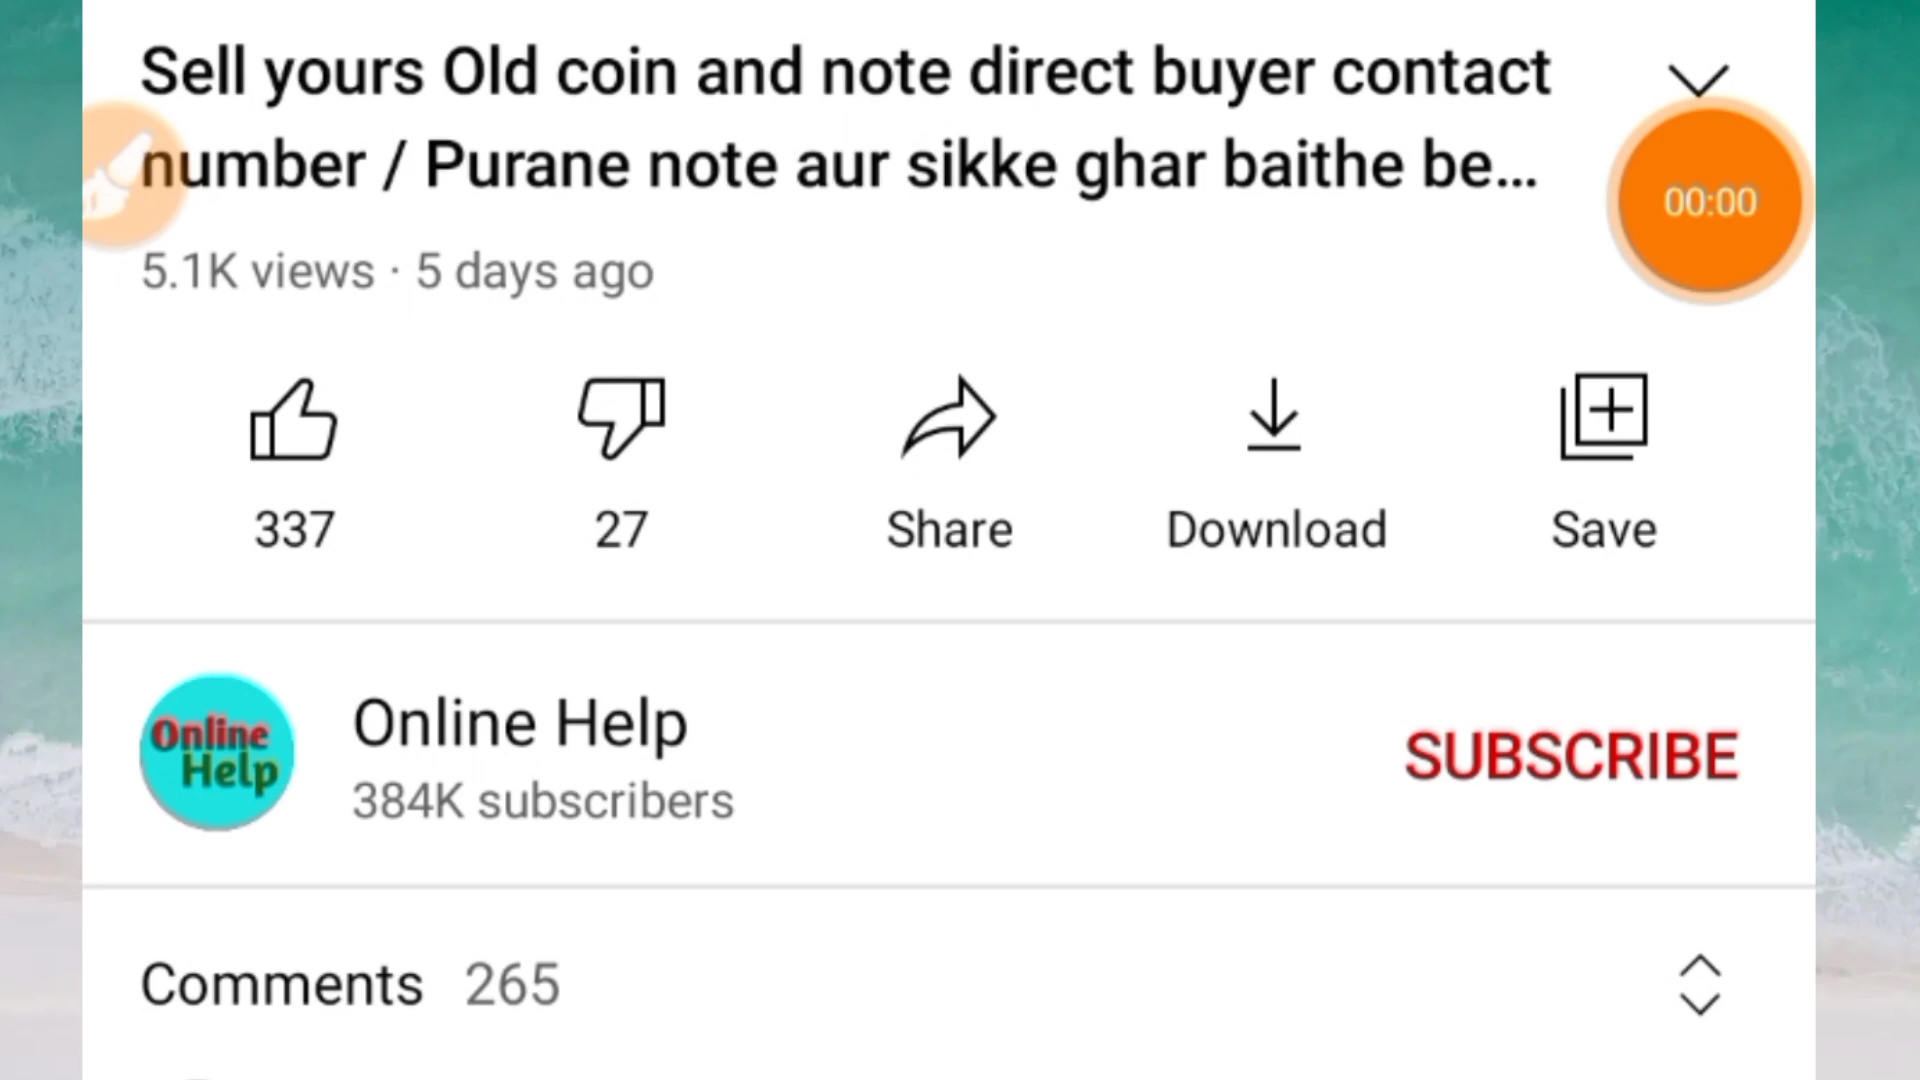 Sell yours Old coin and note direct buyer contact
number / Purane note aur sikke ghar baithe be...
00:00
5.1K views · 5 days ago
337
27
Share
Download
Save
Online
Help
Online Help
384K subscribers
SUBSCRIBE
Comments 265